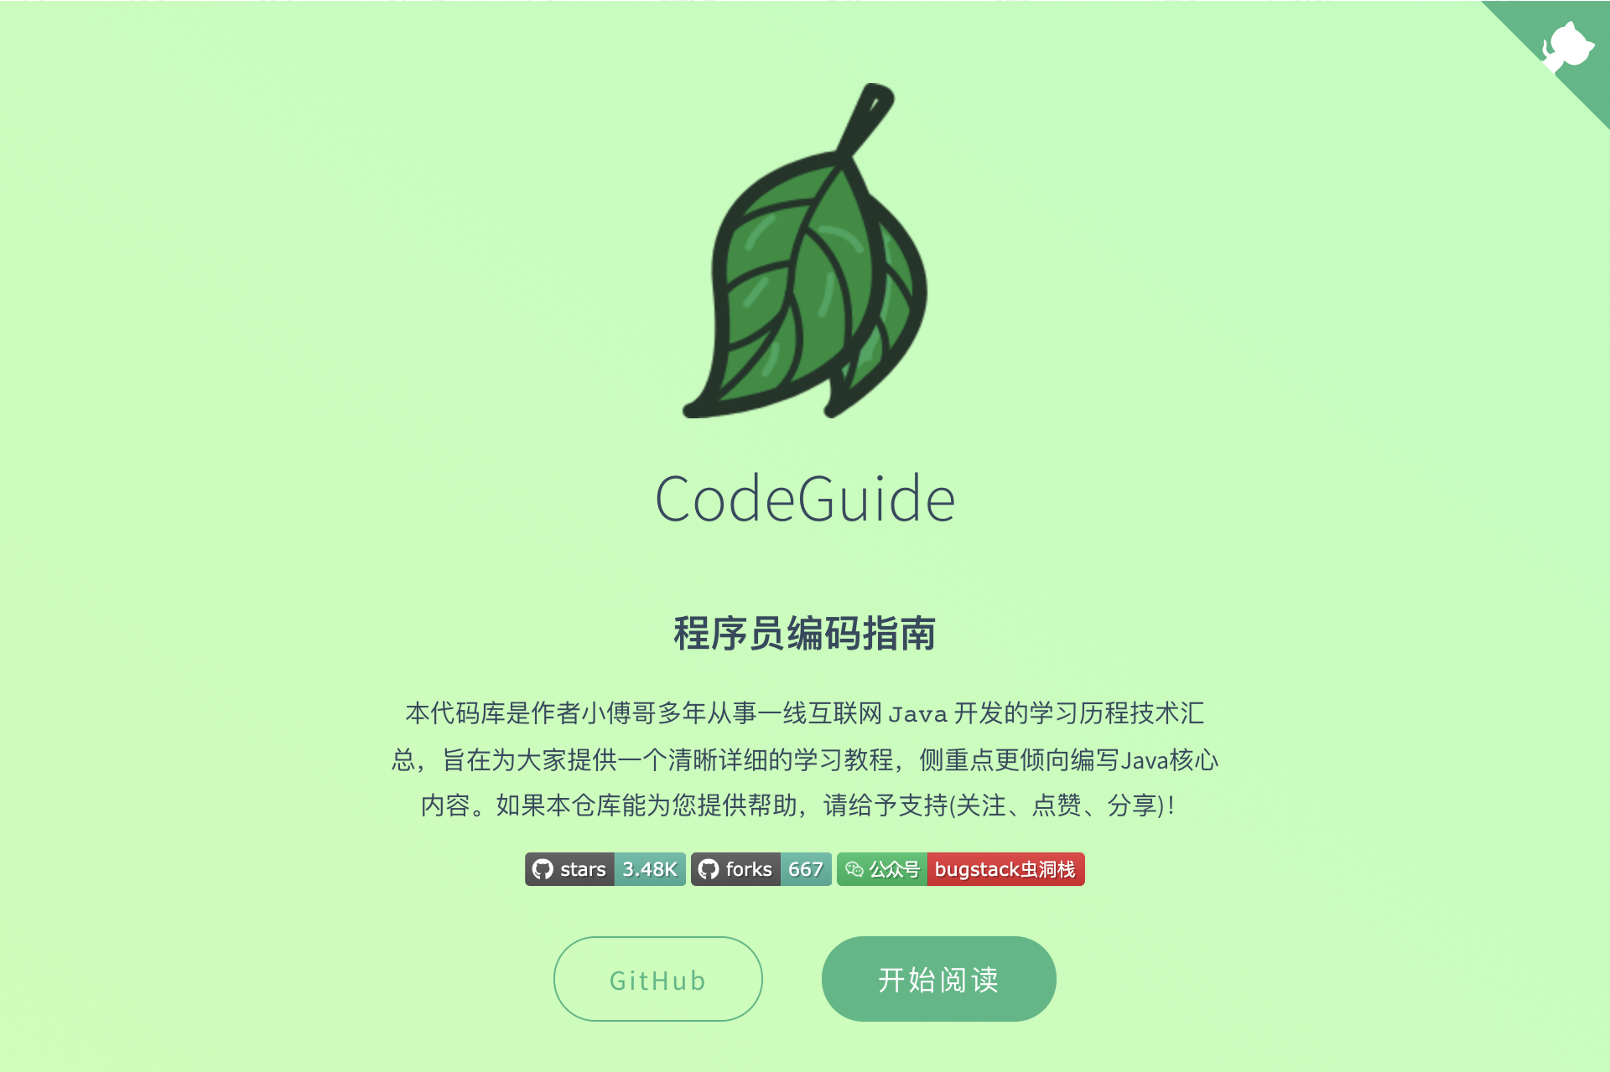 CodeGuide
程序员编码指南
本代码库是作者小傅哥多年从事一线互联网 Java 开发的学习历程技术汇
总，旨在为大家提供一个清晰详细的学习教程，侧重点更倾向编写Java核心
内容。如果本仓库能为您提供帮助，请给予支持(关注、点赞、分享)！
stars 3.48K forks 667 公众号 bugstack虫洞栈
GitHub 开始阅读